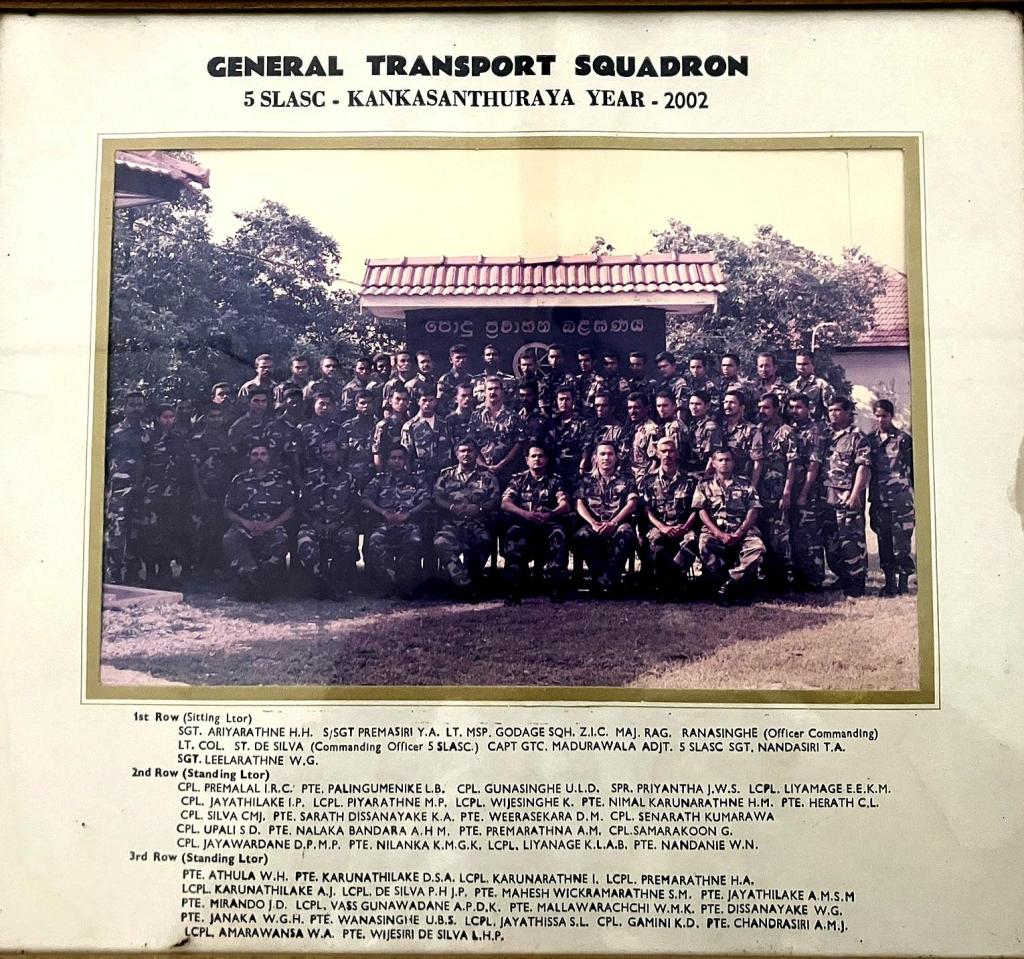 GENERAL TRANSPORT SQUADRON
5 SLASC - KANKASANTHURAYA YEAR - 2002
පොදු ප්‍රවාහන බළඝණය
1st Row (Sitting Ltor)
SGT. ARIYARATHNE H.H. S/SGT PREMASIRI Y.A. LT. MSP. GODAGE SQH. Z.I.C. MAJ. RAG. RANASINGHE (Officer Commanding)
LT. COL. ST. DE SILVA (Commanding Officer 5 SLASC.) CAPT GTC. MADURAWALA ADJT. 5 SLASC SGT. NANDASIRI T.A.
SGT. LEELARATHNE W.G.
2nd Row (Standing Ltor)
CPL. PREMALAL I.R.C. PTE. PALINGUMENIKE L.B. CPL. GUNASINGHE U.L.D. SPR. PRIYANTHA J.W.S. LCPL. LIYAMAGE E.E.K.M.
CPL. JAYATHILAKE I.P. LCPL. PIYARATHNE M.P. LCPL. WIJESINGHE K. PTE. NIMAL KARUNARATHNE H.M. PTE. HERATH C.L.
CPL. SILVA CMJ. PTE. SARATH DISSANAYAKE K.A. PTE. WEERASEKARA D.M. CPL. SENARATH KUMARAWA
CPL. UPALI S.D. PTE. NALAKA BANDARA A.H.M. PTE. PREMARATHNA A.M. CPL. SAMARAKOON G.
CPL. JAYAWARDANE D.P.M.P. PTE. NILANKA K.M.G.K. LCPL. LIYANAGE K.L.A.B. PTE. NANDANIE W.N.
3rd Row (Standing Ltor)
PTE. ATHULA W.H. PTE. KARUNATHILAKE D.S.A. LCPL. KARUNARATHNE I. LCPL. PREMARATHNE H.A.
LCPL. KARUNATHILAKE A.J. LCPL. DE SILVA P.H J.P. PTE. MAHESH WICKRAMARATHNE S.M. PTE. JAYATHILAKE A.M.S.M
PTE. MIRANDO J.D. LCPL. VASS GUNAWADANE A.P.D.K. PTE. MALLAWARACHCHI W.M.K. PTE. DISSANAYAKE W.G.
PTE. JANAKA W.G.H. PTE. WANASINGHE U.B.S. LCPL. JAYATHISSA S.L. CPL. GAMINI K.D. PTE. CHANDRASIRI A.M.J.
LCPL. AMARAWANSA W.A. PTE. WIJESIRI DE SILVA L.H.P.